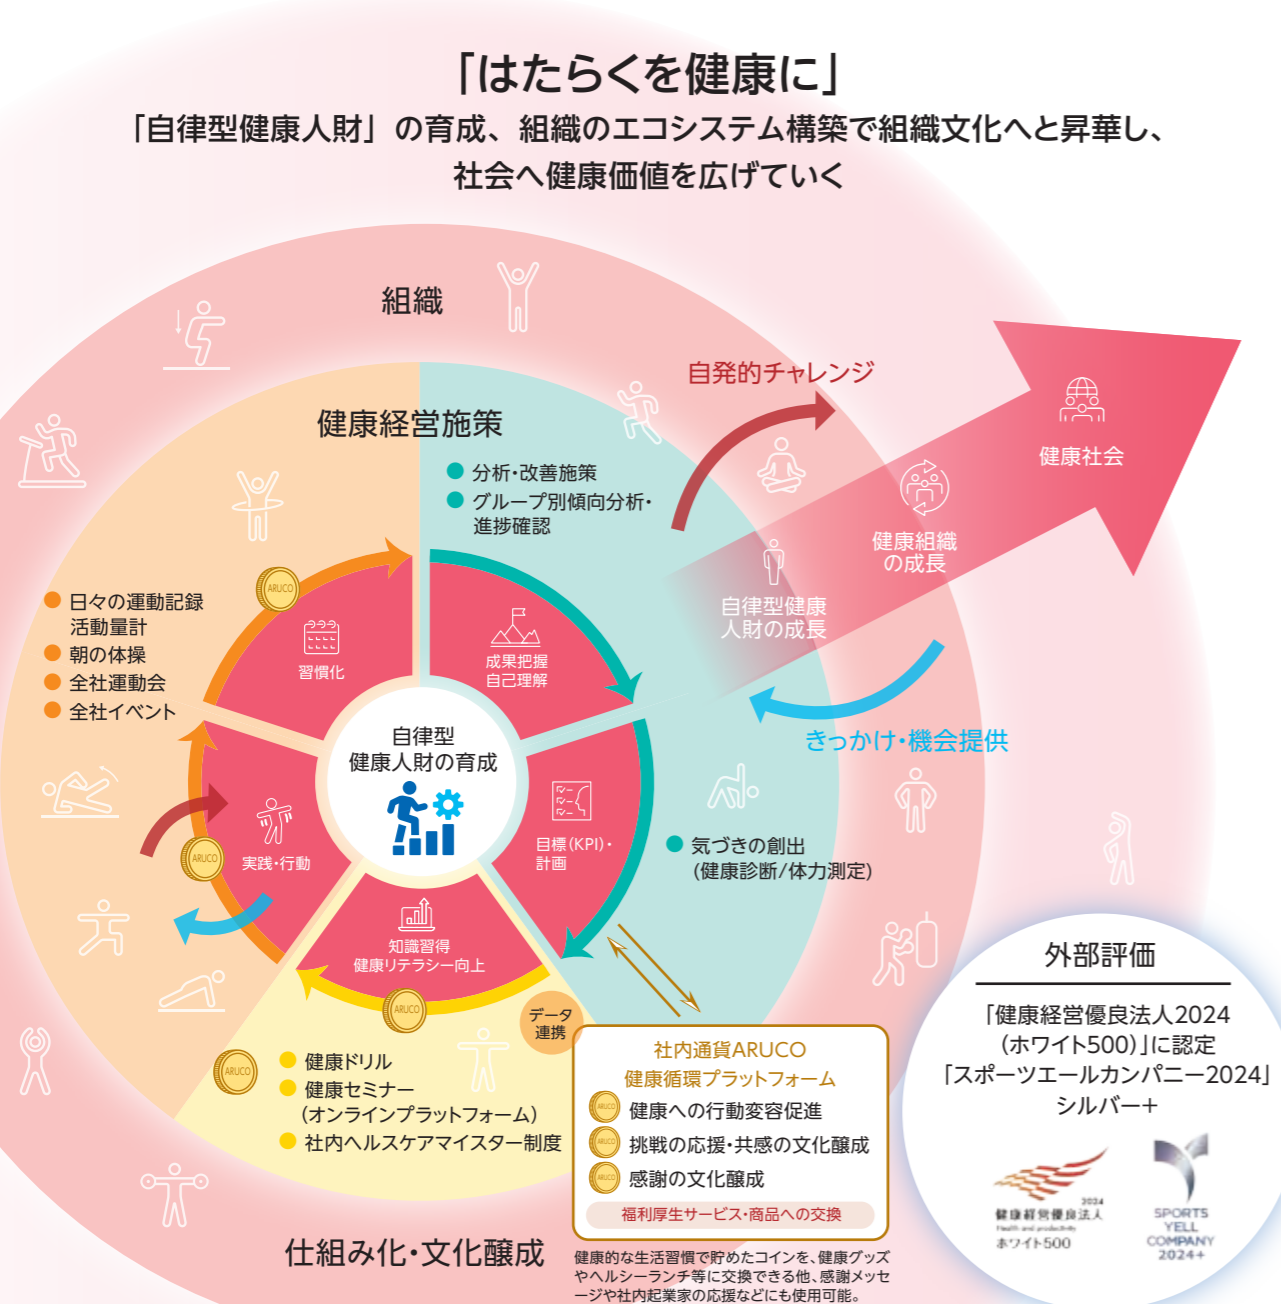 「はたらくを健康に」
「自律型健康人財」の育成、組織のエコシステム構築で組織文化へと昇華し、
社会へ健康価値を広げていく
組織
健康経営施策
分析・改善施策
グループ別傾向分析・
進捗確認
自発的チャレンジ
健康社会
健康組織
の成長
自律型健康
人財の成長
きっかけ・機会提供
日々の運動記録
活動量計
朝の体操
全社運動会
全社イベント
ARUCO
習慣化
成果把握
自己理解
自律型
健康人財の育成
目標(KPI)・
計画
気づきの創出
(健康診断/体力測定)
ARUCO
実践・行動
知識習得
健康リテラシー向上
ARUCO
データ
連携
ARUCO
健康ドリル
健康セミナー
(オンラインプラットフォーム)
社内ヘルスケアマイスター制度
社内通貨ARUCO
健康循環プラットフォーム
ARUCO 健康への行動変容促進
ARUCO 挑戦の応援・共感の文化醸成
ARUCO 感謝の文化醸成
福利厚生サービス・商品への交換
健康的な生活習慣で貯めたコインを、健康グッズ
やヘルシーランチ等に交換できる他、感謝メッセ
ージや社内起業家の応援などにも使用可能。
仕組み化・文化醸成
外部評価
「健康経営優良法人2024
(ホワイト500)」に認定
「スポーツエールカンパニー2024」
シルバー+
2024
健康経営優良法人
Health and productivity
ホワイト500
SPORTS
YELL
COMPANY
2024+